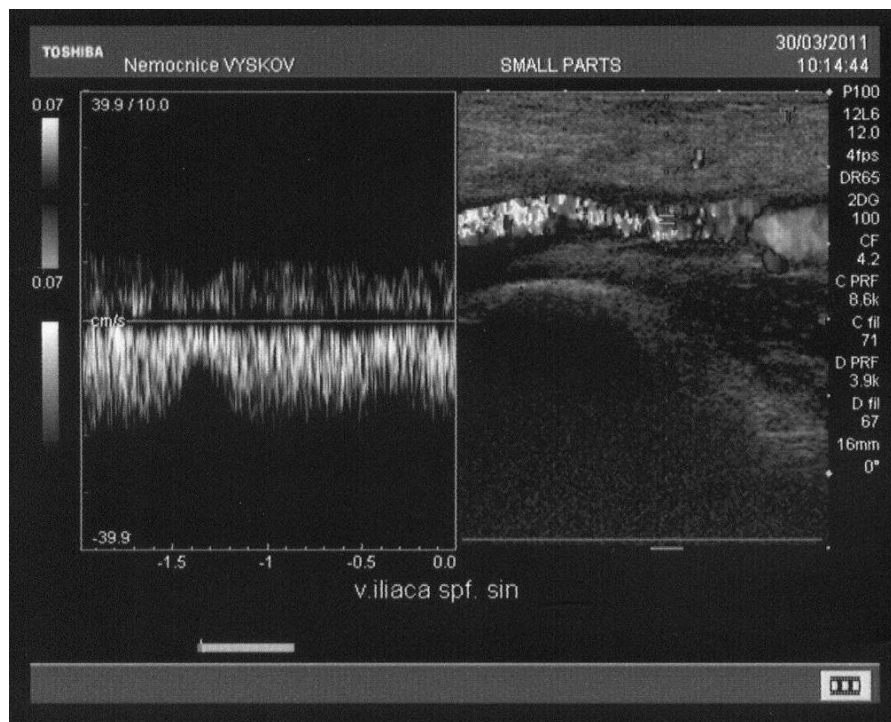 TOSHIBA
Nemocnice VYSKOV
SMALL PARTS
30/03/2011
10:14:44
0.07
0.07
39.9 / 10.0
cm/s
-39.9
-1.5
-1
-0.5
0.0
T
P100
12L6
12.0
4fps
DR65
2DG
100
CF
4.2
C PRF
8.6k
C fil
71
D PRF
3.9k
D fil
67
16mm
0°
v.iliaca spf. sin